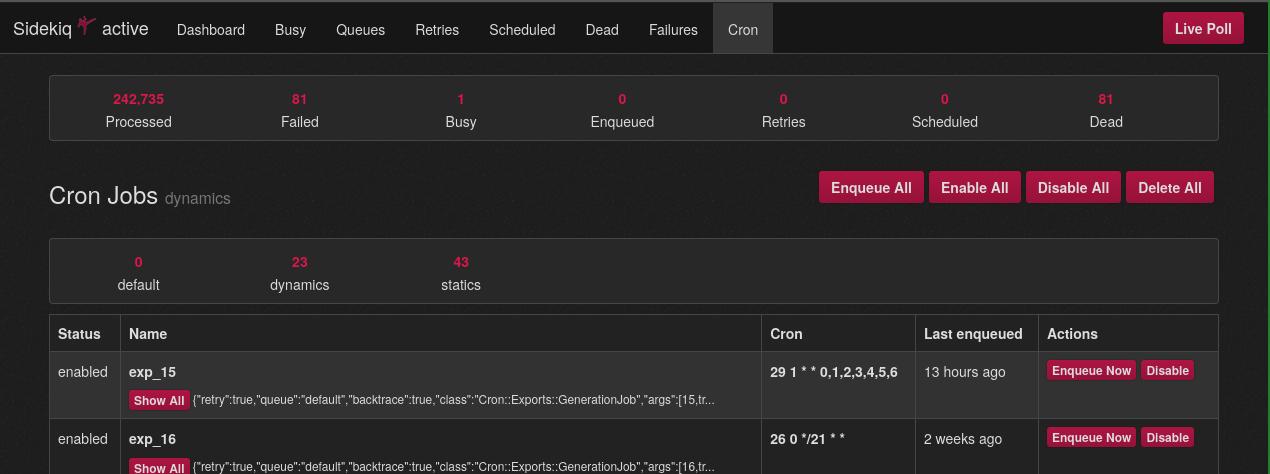 Sidekiq active Dashboard Busy Queues Retries Scheduled Dead Failures Cron Live Poll
242,735 81 1 0 0 0 81
Processed Failed Busy Enqueued Retries Scheduled Dead
Cron Jobs dynamics Enqueue All Enable All Disable All Delete All
0 23 43
default dynamics statics
Status Name Cron Last enqueued Actions
enabled exp_15 29 1 * * 0,1,2,3,4,5,6 13 hours ago Enqueue Now Disable
Show All {"retry":true,"queue":"default","backtrace":true,"class":"Cron::Exports::GenerationJob","args":[15,tr...
enabled exp_16 26 0 */21 * * 2 weeks ago Enqueue Now Disable
Show All {"retry":true,"queue":"default","backtrace":true,"class":"Cron::Exports::GenerationJob","args":[16,tr...